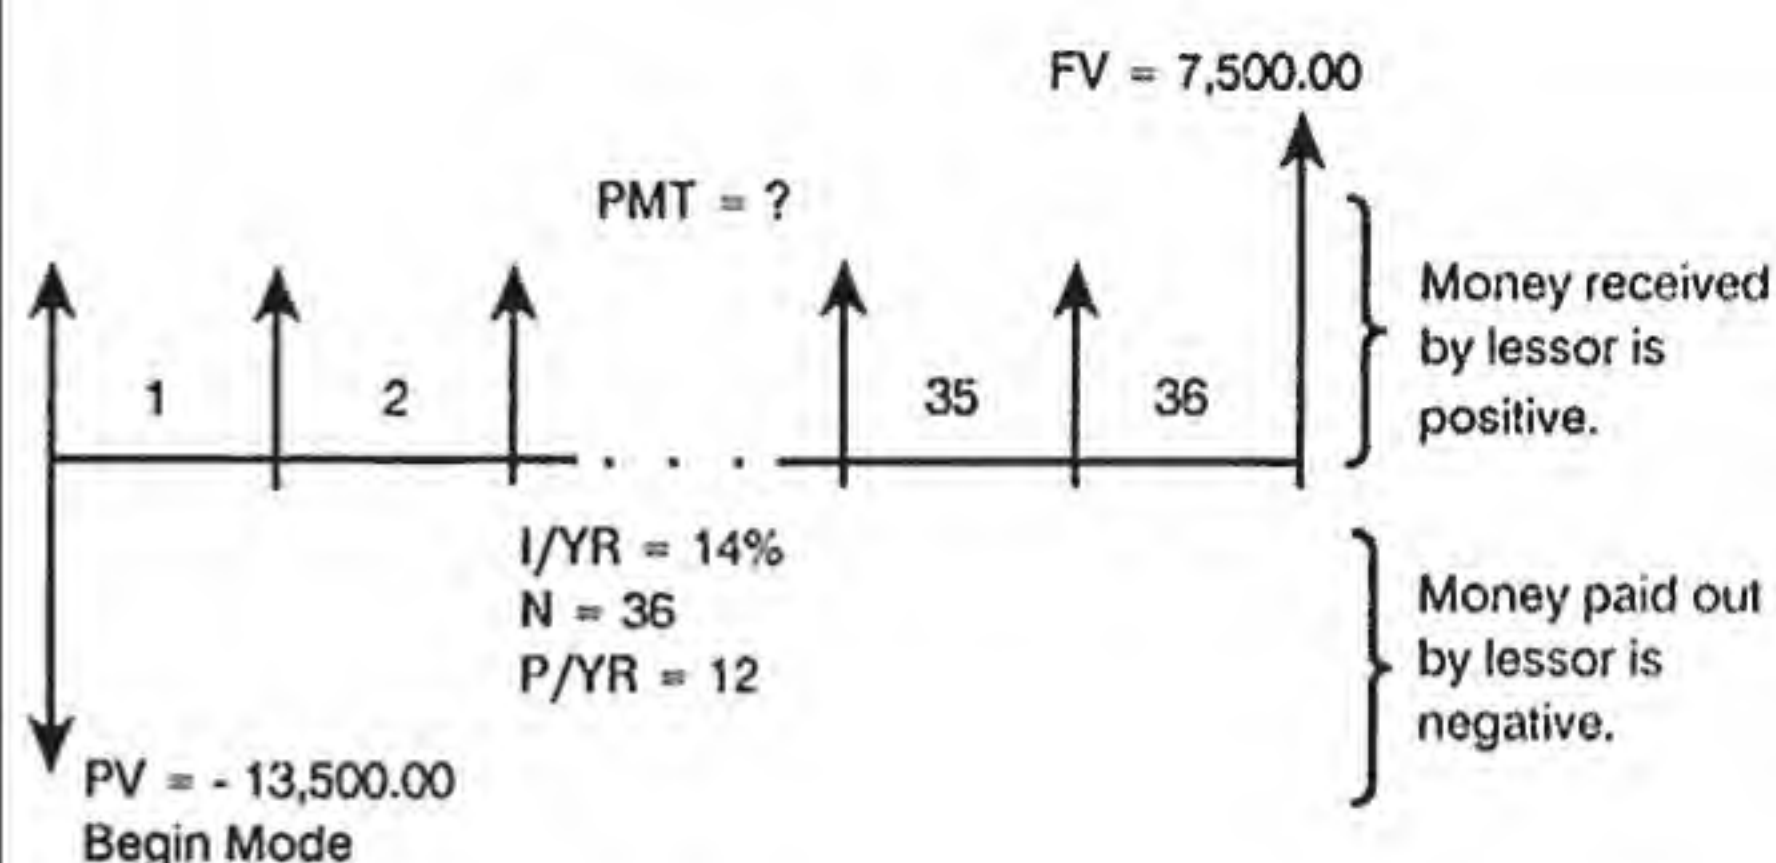 FV = 7,500.00
PMT = ?
Money received
by lessor is
positive.
1 2 35 36
. . .
I/YR = 14%
N = 36
P/YR = 12
Money paid out
by lessor is
negative.
PV = - 13,500.00
Begin Mode